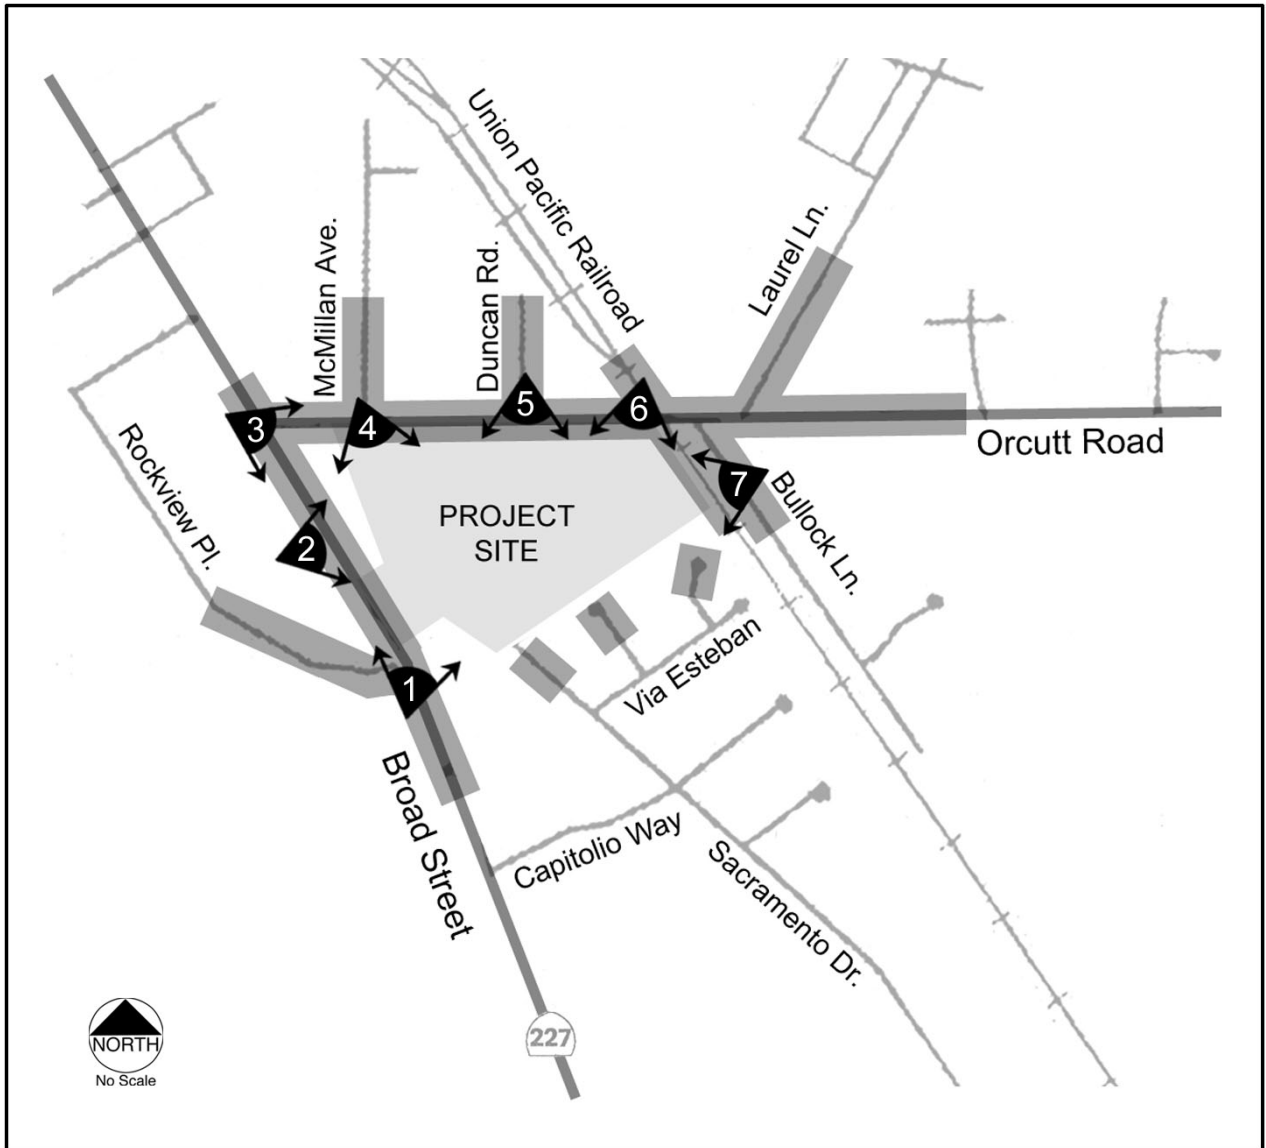 Union Pacific Railroad
Laurel Ln.
McMillan Ave.
Duncan Rd.
3
4
5
6
Orcutt Road
Rockview Pl.
7
Bullock Ln.
PROJECT
SITE
2
1
Via Esteban
Broad Street
Capitolio Way
Sacramento Dr.
227
NORTH
No Scale